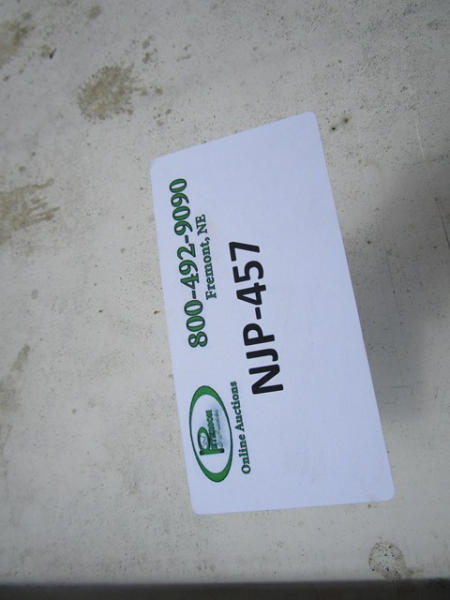 800-492-9090
Fremont, NE
Online Auctions
NJP-457